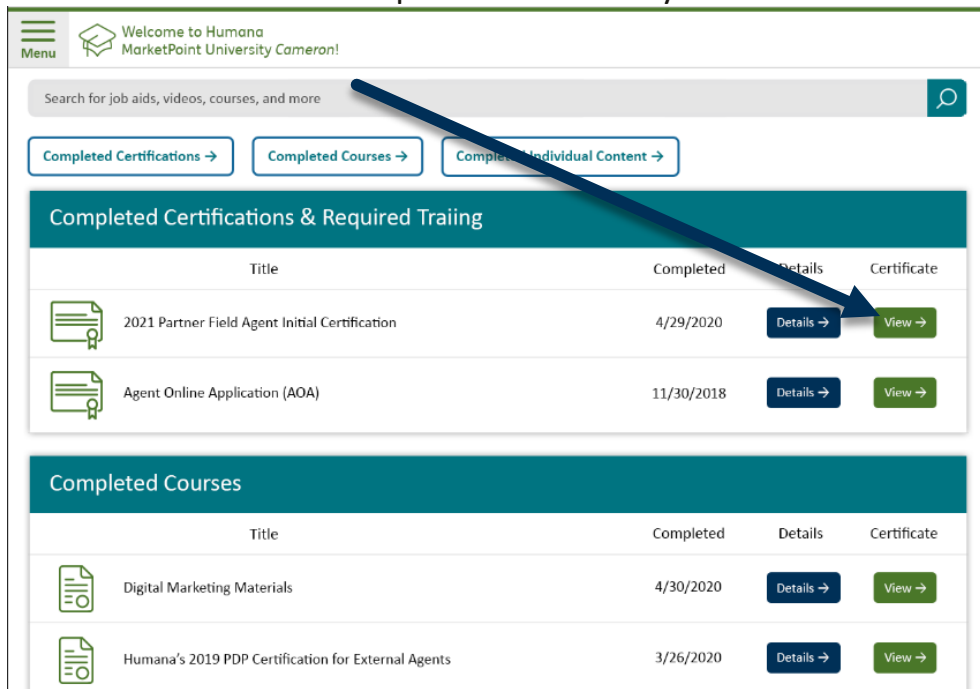 Welcome to Humana
Menu MarketPoint University Cameron!
Search for job aids, videos, courses, and more
Completed Certifications → Completed Courses → Individual Content →
Completed Certifications & Required Traiing
Title Completed Details Certificate
2021 Partner Field Agent Initial Certification 4/29/2020 Details → View →
Agent Online Application (AOA) 11/30/2018 Details → View →
Completed Courses
Title Completed Details Certificate
Digital Marketing Materials 4/30/2020 Details → View →
Humana's 2019 PDP Certification for External Agents 3/26/2020 Details → View →